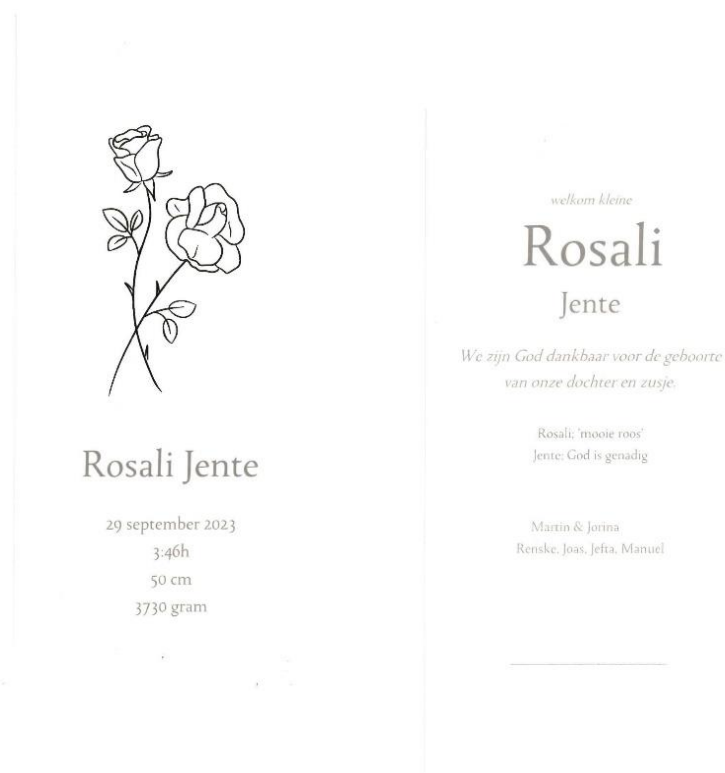 Rosali Jente
29 september 2023
3:46h
50 cm
3730 gram
welkom kleine
Rosali
Jente
We zijn God dankbaar voor de geboorte
van onze dochter en zusje.
Rosali; 'mooie roos'
Jente: God is genadig
Martin & Jorina
Renske, Joas, Jefta, Manuel